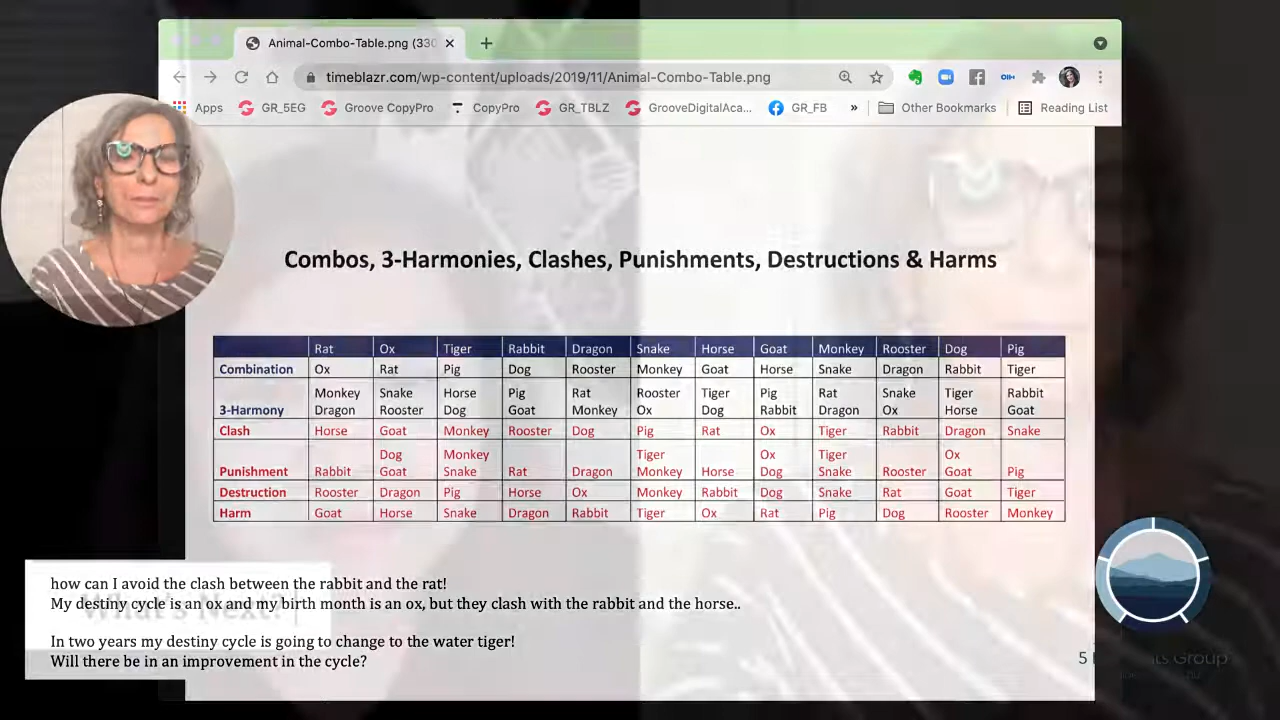 Animal-Combo-Table.png (330
timeblazr.com/wp-content/uploads/2019/11/Animal-Combo-Table.png
Apps GR_5EG Groove CopyPro CopyPro GR_TBLZ GrooveDigitalAca... GR_FB » Other Bookmarks Reading List
Combos, 3-Harmonies, Clashes, Punishments, Destructions & Harms
Rat Ox Tiger Rabbit Dragon Snake Horse Goat Monkey Rooster Dog Pig
Combination Ox Rat Pig Dog Rooster Monkey Goat Horse Snake Dragon Rabbit Tiger
Monkey Snake Horse Pig Rat Rooster Tiger Pig Rat Snake Tiger Rabbit
3-Harmony Dragon Rooster Dog Goat Monkey Ox Dog Rabbit Dragon Ox Horse Goat
Clash Horse Goat Monkey Rooster Dog Pig Rat Ox Tiger Rabbit Dragon Snake
Dog Monkey Tiger Ox Tiger Ox
Punishment Rabbit Goat Snake Rat Dragon Monkey Horse Dog Snake Rooster Goat Pig
Destruction Rooster Dragon Pig Horse Ox Monkey Rabbit Dog Snake Rat Goat Tiger
Harm Goat Horse Snake Dragon Rabbit Tiger Ox Rat Pig Dog Rooster Monkey
how can I avoid the clash between the rabbit and the rat!
My destiny cycle is an ox and my birth month is an ox, but they clash with the rabbit and the horse..
What's Next?
In two years my destiny cycle is going to change to the water tiger!
Will there be in an improvement in the cycle?
5 Group